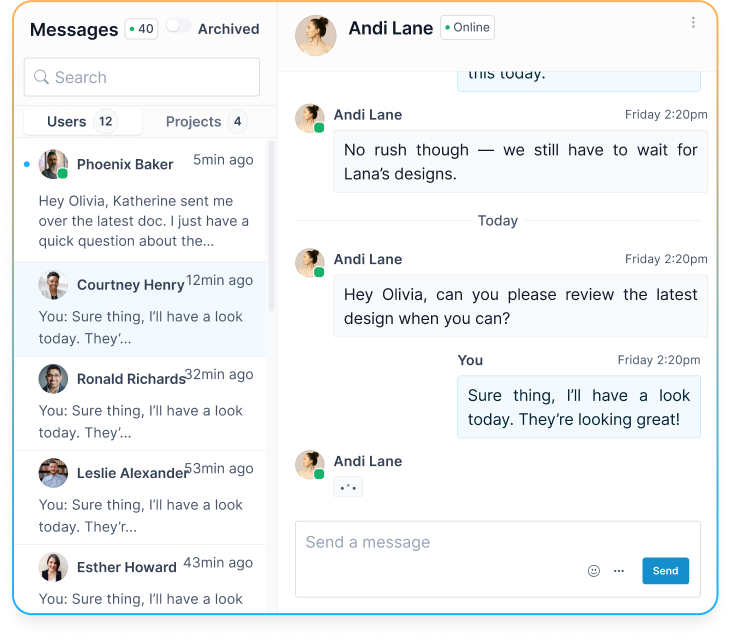 Messages 40 Archived
Search
Users 12 Projects 4
Phoenix Baker 5min ago
Hey Olivia, Katherine sent me
over the latest doc. I just have a
quick question about the...
Courtney Henry 12min ago
You: Sure thing, I'll have a look
today. They'...
Ronald Richards 32min ago
You: Sure thing, I'll have a look
today. They'...
Leslie Alexander 53min ago
You: Sure thing, I'll have a look
today. They'r...
Esther Howard 43min ago
You: Sure thing, I'll have a look
Andi Lane Online
this today.
Andi Lane Friday 2:20pm
No rush though — we still have to wait for
Lana's designs.
Today
Andi Lane Friday 2:20pm
Hey Olivia, can you please review the latest
design when you can?
You Friday 2:20pm
Sure thing, I'll have a look
today. They're looking great!
Andi Lane
Send a message
Send